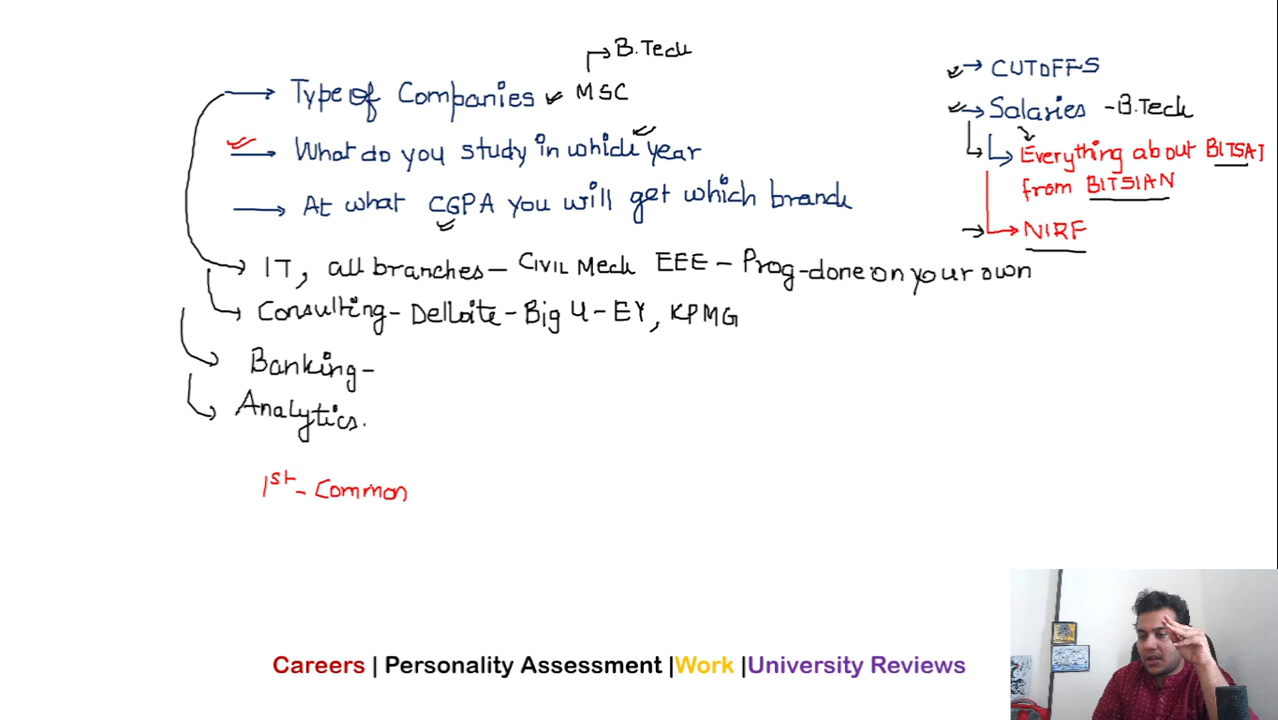 B.Tech
Type of Companies MSC
What do you study in which year
At what CGPA you will get which branch
IT, all branches - CIVIL Mech EEE - Prog - done on your own
Consulting - Delloite - Big 4 - EY, KPMG
Banking -
Analytics.
1st - Common
CUTOFFS
Salaries - B.Tech
Everything about BITSAT
from BITSIAN
NIRF
Careers | Personality Assessment |Work |University Reviews